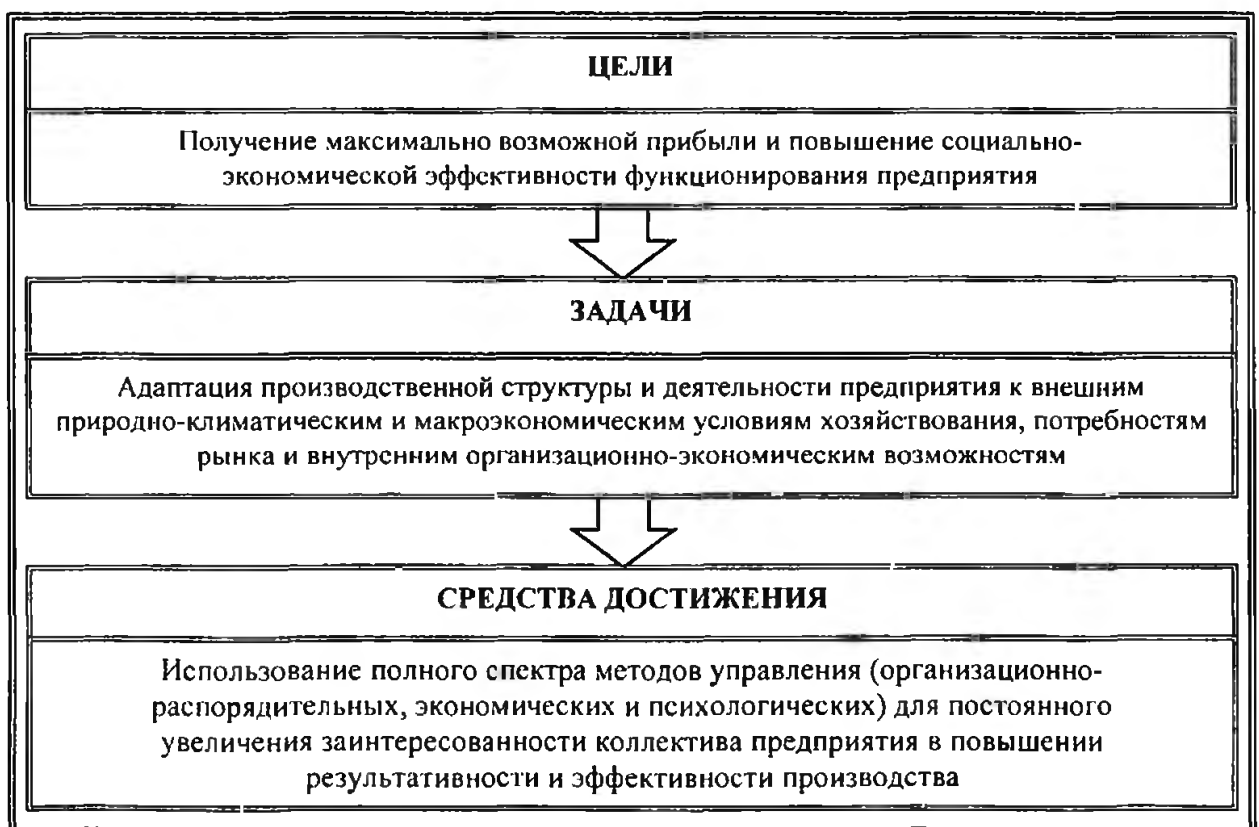 ЦЕЛИ
Получение максимально возможной прибыли и повышение социально-
экономической эффективности функционирования предприятия
ЗАДАЧИ
Адаптация производственной структуры и деятельности предприятия к внешним
природно-климатическим и макроэкономическим условиям хозяйствования, потребностям
рынка и внутренним организационно-экономическим возможностям
СРЕДСТВА ДОСТИЖЕНИЯ
Использование полного спектра методов управления (организационно-
распорядительных, экономических и психологических) для постоянного
увеличения заинтересованности коллектива предприятия в повышении
результативности и эффективности производства